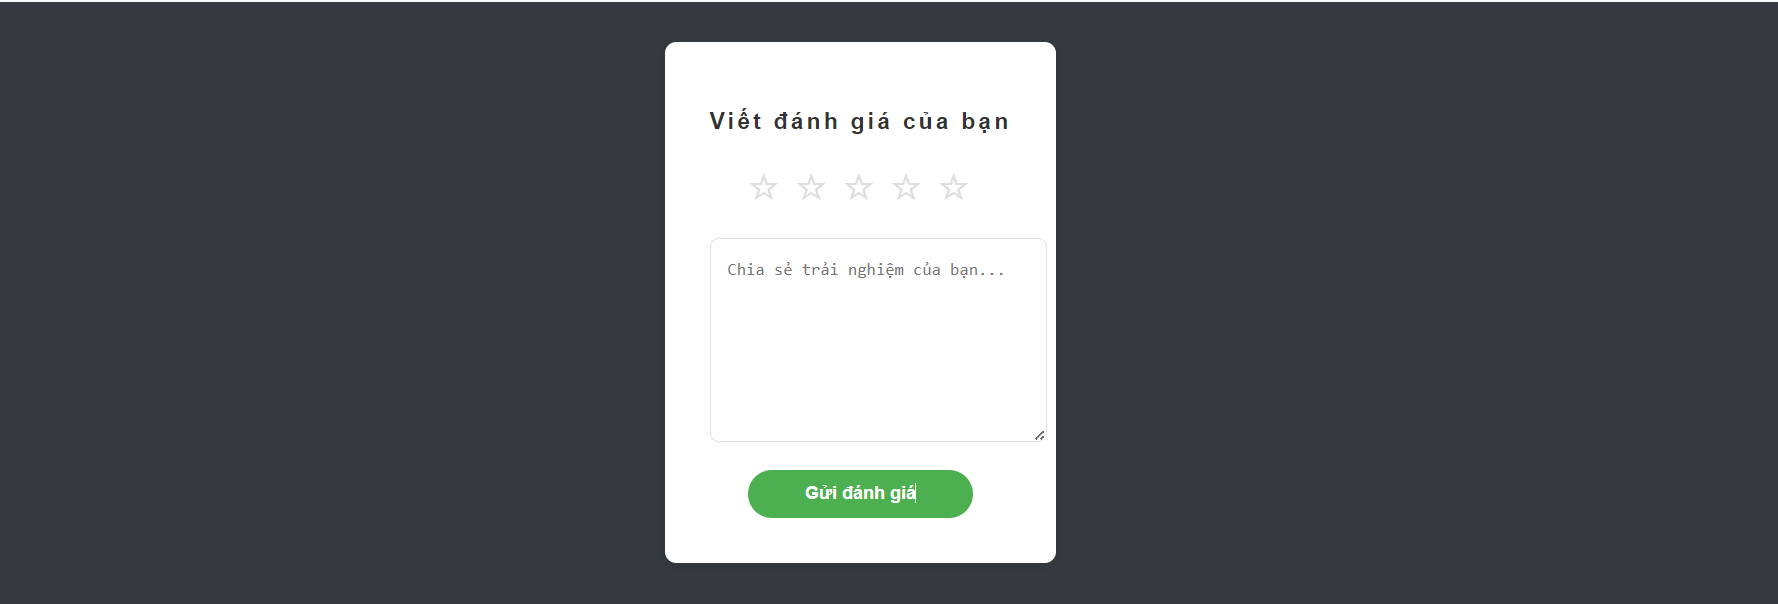 Viết đánh giá của bạn
Chia sẻ trải nghiệm của bạn...
Gửi đánh giá